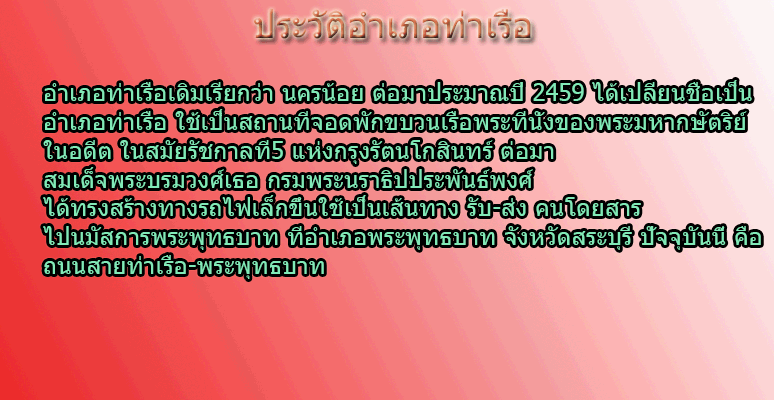 ประวัติอำเภอท่าเรือ
อำเภอท่าเรือเดิมเรียกว่า นครน้อย ต่อมาประมาณปี 2459 ได้เปลี่ยนชื่อเป็น
อำเภอท่าเรือ ใช้เป็นสถานที่จอดพักขบวนเรือพระที่นั่งของพระมหากษัตริย์
ในอดีต ในสมัยรัชกาลที่5 แห่งกรุงรัตนโกสินทร์ ต่อมา
สมเด็จพระบรมวงศ์เธอ กรมพระนราธิปประพันธ์พงศ์
ได้ทรงสร้างทางรถไฟเล็กขึ้นใช้เป็นเส้นทาง รับ-ส่ง คนโดยสาร
ไปนมัสการพระพุทธบาท ที่อำเภอพระพุทธบาท จังหวัดสระบุรี ปัจจุบันนี้ คือ
ถนนสายท่าเรือ-พระพุทธบาท